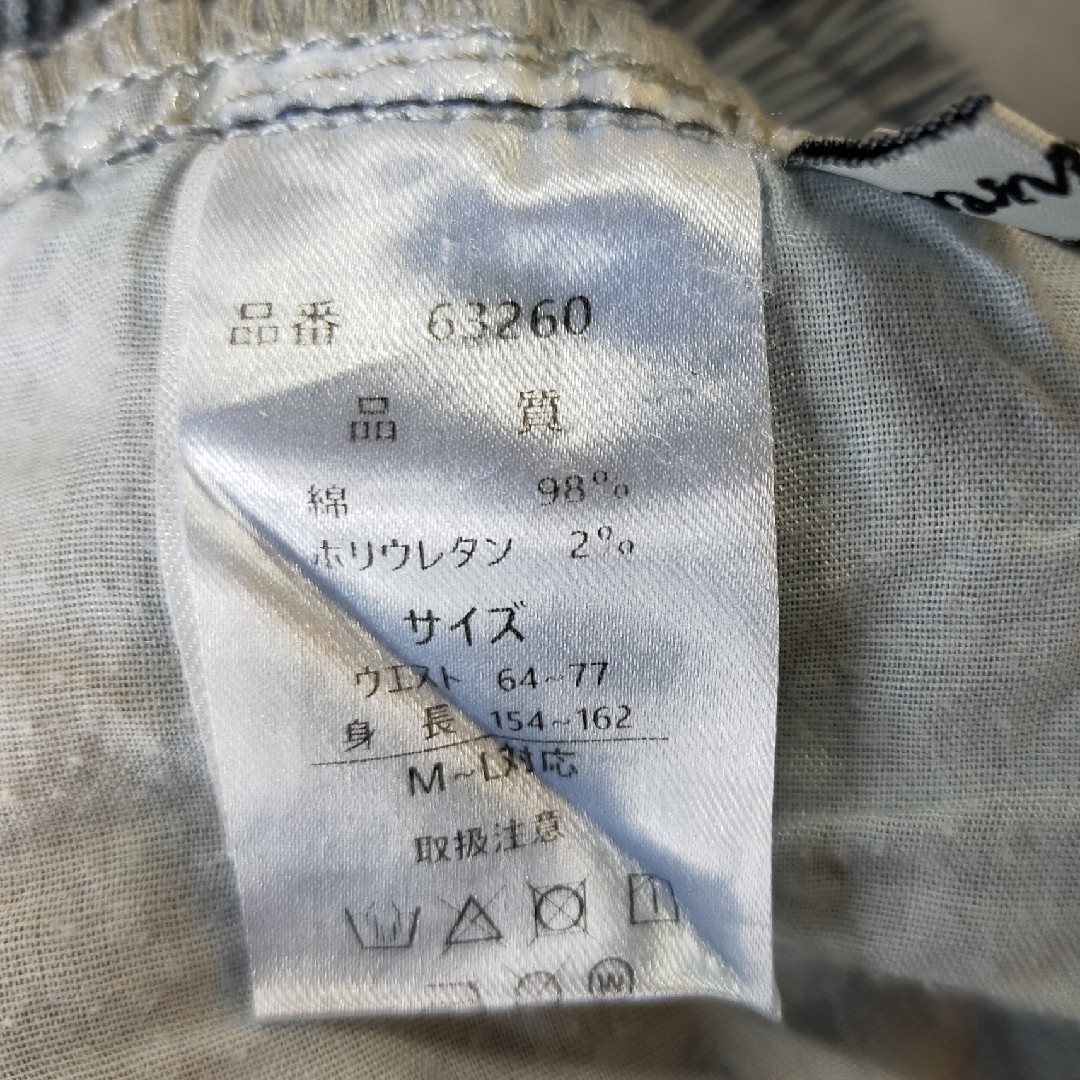 品番 63260
品 質
綿 98%
ポリウレタン 2%
サイズ
ウエスト 64~77
身 長 154~162
M~L対応
取扱注意
W